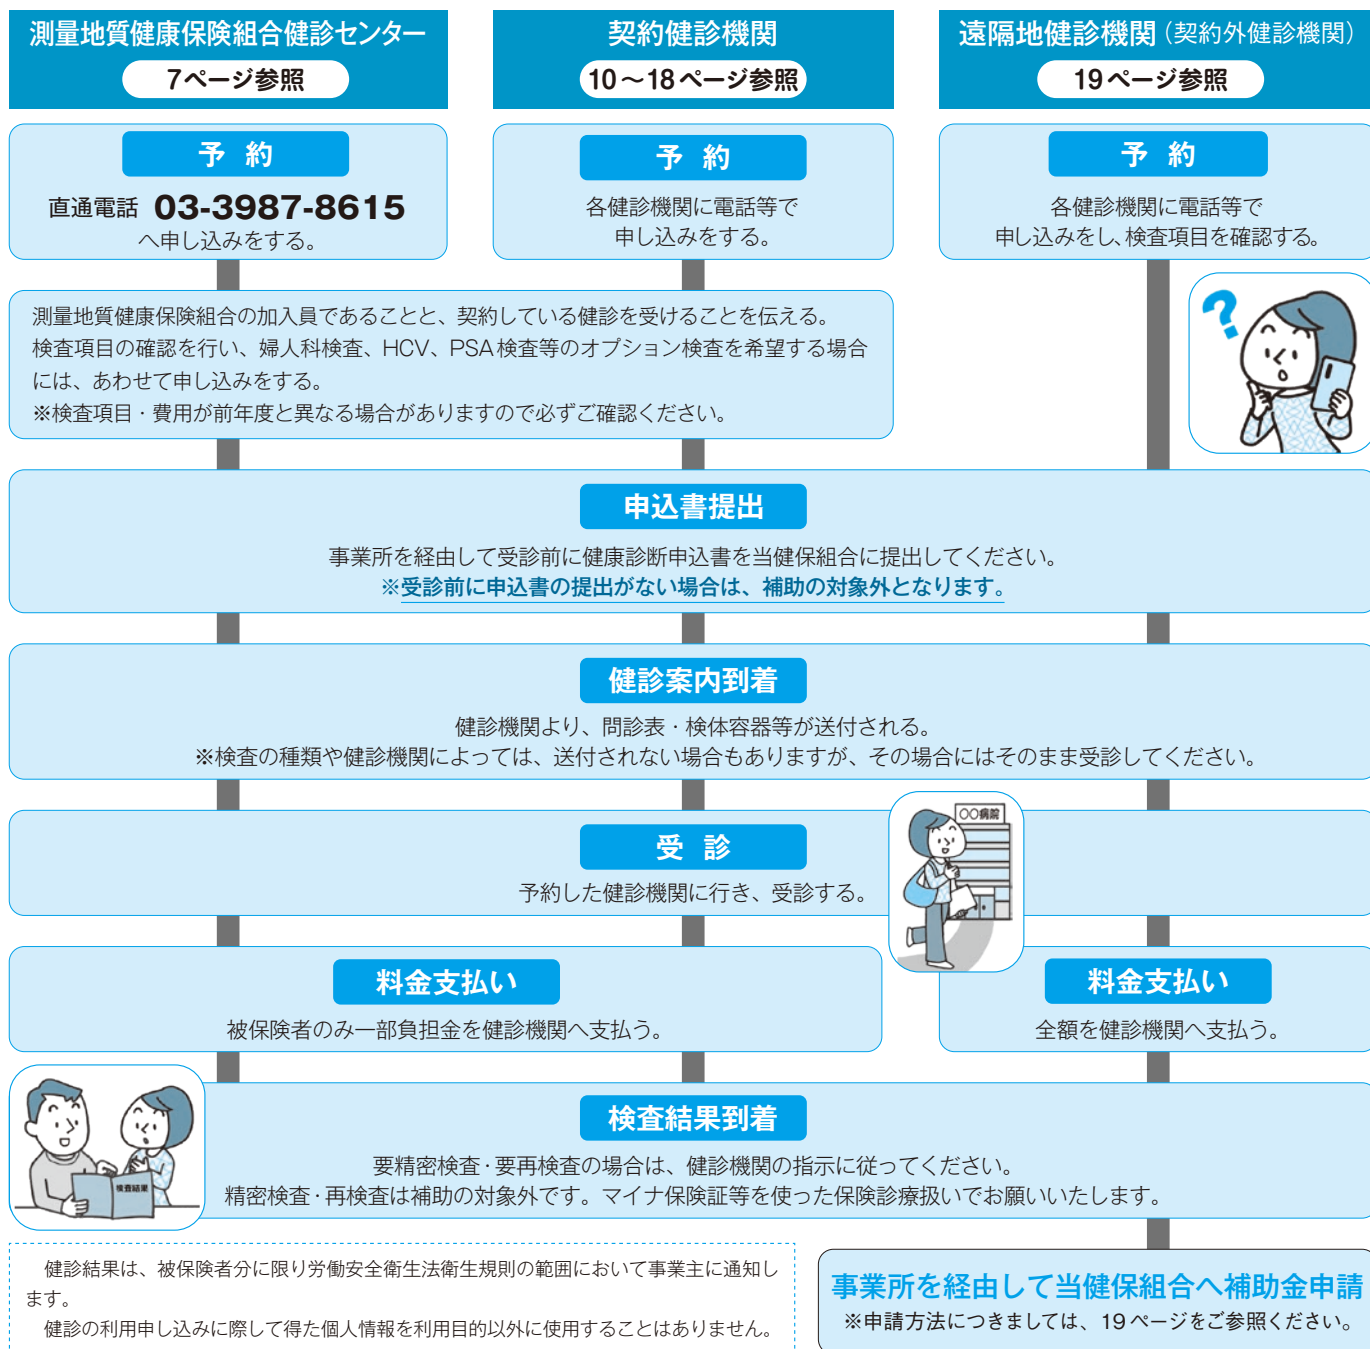 測量地質健康保険組合健診センター
7ページ参照
契約健診機関
10～18ページ参照
遠隔地健診機関（契約外健診機関）
19ページ参照
予 約
直通電話 03-3987-8615
へ申し込みをする。
予 約
各健診機関に電話等で
申し込みをする。
予 約
各健診機関に電話等で
申し込みをし、検査項目を確認する。
測量地質健康保険組合の加入員であることと、契約している健診を受けることを伝える。
検査項目の確認を行い、婦人科検査、HCV、PSA検査等のオプション検査を希望する場合
には、あわせて申し込みをする。
※検査項目・費用が前年度と異なる場合がありますので必ずご確認ください。
?
申込書提出
事業所を経由して受診前に健康診断申込書を当健保組合に提出してください。
※受診前に申込書の提出がない場合は、補助の対象外となります。
健診案内到着
健診機関より、問診表・検体容器等が送付される。
※検査の種類や健診機関によっては、送付されない場合もありますが、その場合にはそのまま受診してください。
受 診
予約した健診機関に行き、受診する。
〇〇病院
料金支払い
被保険者のみ一部負担金を健診機関へ支払う。
料金支払い
全額を健診機関へ支払う。
検査結果
検査結果到着
要精密検査・要再検査の場合は、健診機関の指示に従ってください。
精密検査・再検査は補助の対象外です。マイナ保険証等を使った保険診療扱いでお願いいたします。
健診結果は、被保険者分に限り労働安全衛生法衛生規則の範囲において事業主に通知し
ます。
健診の利用申し込みに際して得た個人情報を利用目的以外に使用することはありません。
事業所を経由して当健保組合へ補助金申請
※申請方法につきましては、19ページをご参照ください。